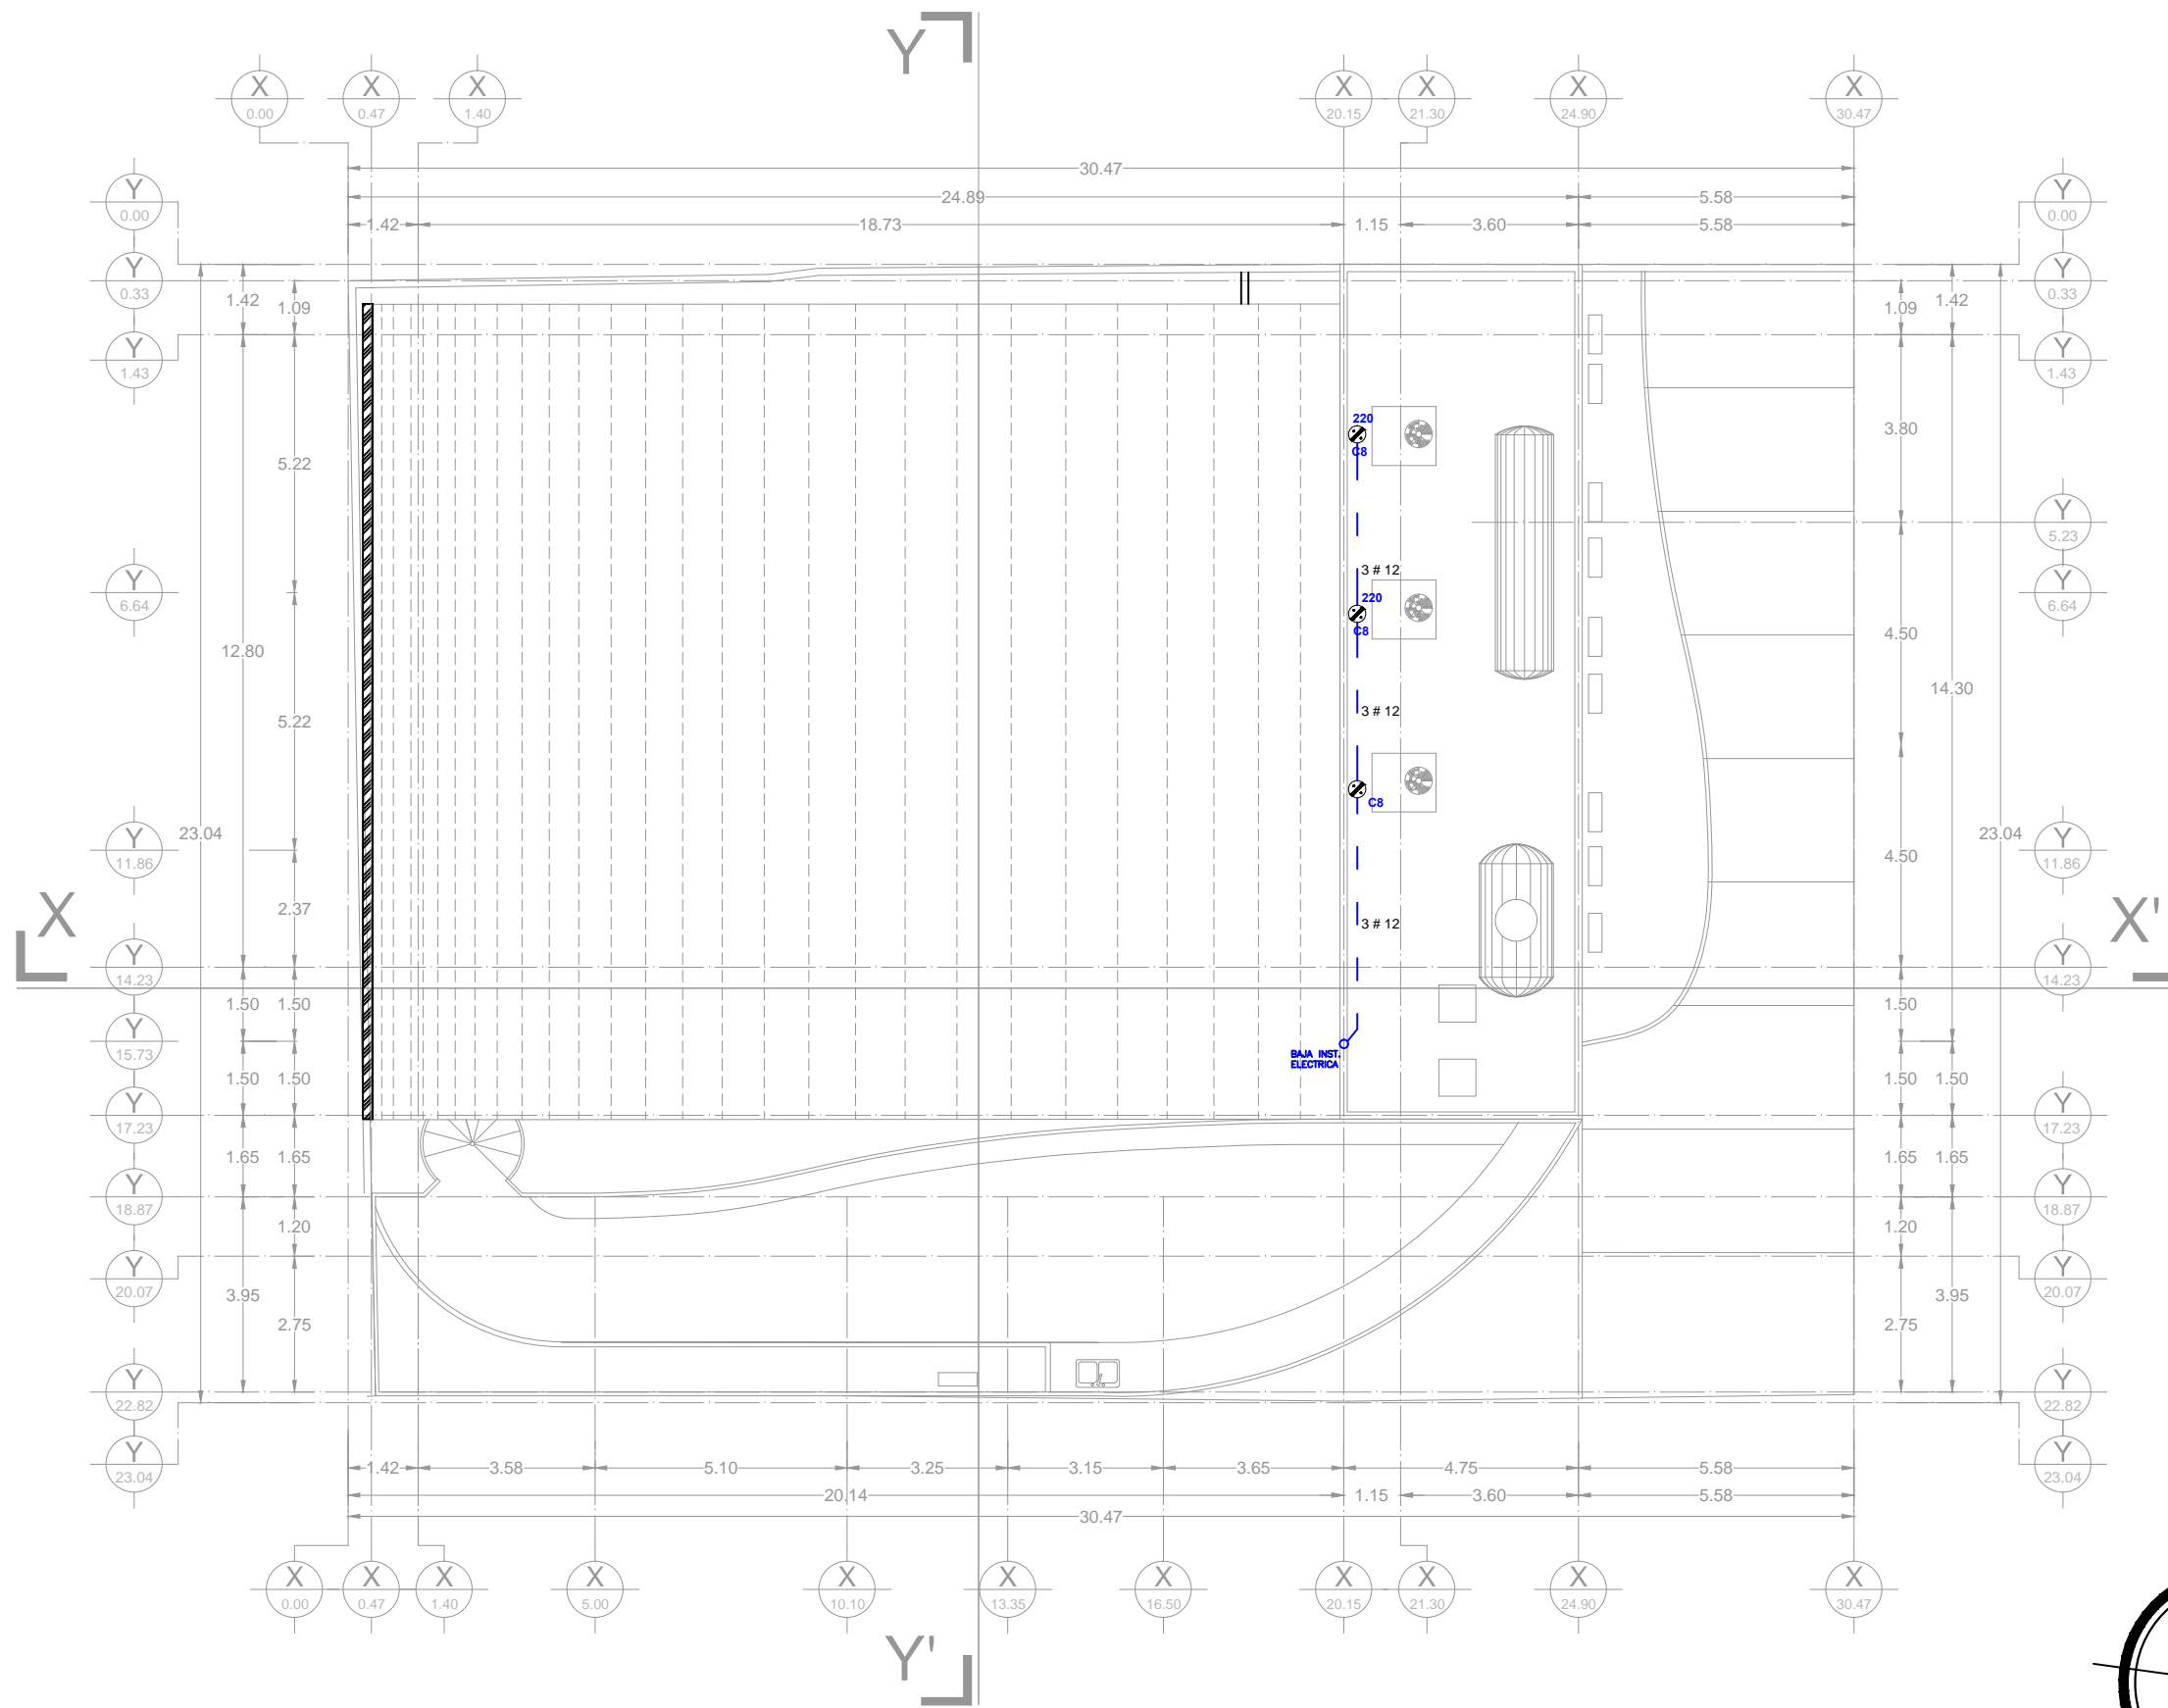 Y
X X X X X X X
0.00 0.47 1.40 20.15 21.30 24.90 30.47
30.47
24.89 5.58
1.42 18.73 1.15 3.60 5.58
Y Y
0.00 0.00
Y Y
0.33 0.33
1.42 1.09 1.09 1.42
Y Y
1.43 1.43
220
C8
3.80
5.22
Y
5.23
3 # 12
Y Y
6.64 6.64
220
C8
4.50
12.80
14.30
5.22
3 # 12
C8
23.04 23.04
Y Y
11.86 11.86
4.50
2.37
3 # 12
X X'
Y Y
14.23 14.23
1.50 1.50 1.50
Y
15.73
BAJA INST.
ELECTRICA
1.50 1.50 1.50 1.50
Y Y
17.23 17.23
1.65 1.65 1.65 1.65
Y Y
18.87 18.87
1.20 1.20
Y Y
20.07 20.07
3.95 3.95
2.75 2.75
Y Y
22.82 22.82
Y Y
23.04 23.04
1.42 3.58 5.10 3.25 3.15 3.65 4.75 5.58
20.14 1.15 3.60 5.58
30.47
X X X X X X X X X X X
0.00 0.47 1.40 5.00 10.10 13.35 16.50 20.15 21.30 24.90 30.47
Y'